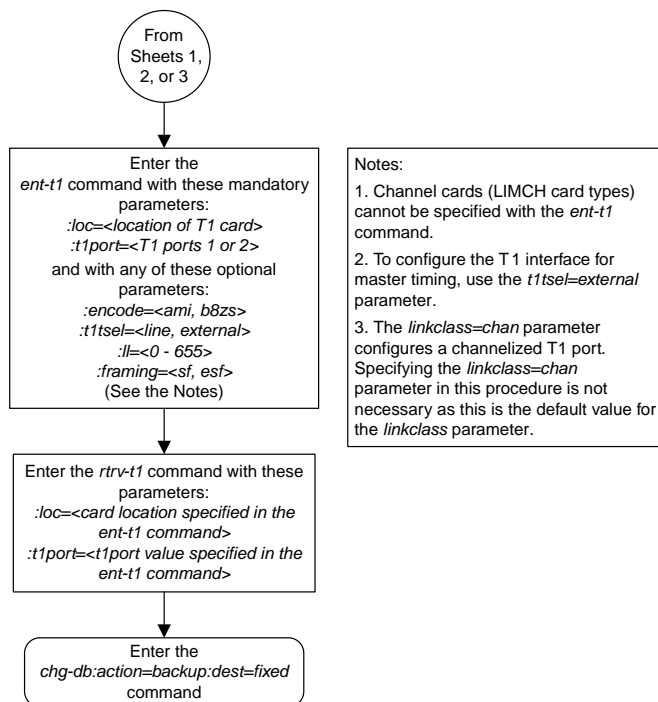 From
Sheets 1,
2, or 3
Enter the
ent-t1 command with these mandatory
parameters:
:loc=<location of T1 card>
:t1port=<T1 ports 1 or 2>
and with any of these optional
parameters:
:encode=<ami, b8zs>
:t1tsel=<line, external>
:ll=<0 - 655>
:framing=<sf, esf>
(See the Notes)
Notes:
1. Channel cards (LIMCH card types)
cannot be specified with the ent-t1
command.
2. To configure the T1 interface for
master timing, use the t1tsel=external
parameter.
3. The linkclass=chan parameter
configures a channelized T1 port.
Specifying the linkclass=chan
parameter in this procedure is not
necessary as this is the default value for
the linkclass parameter.
Enter the rtrv-t1 command with these
parameters:
:loc=<card location specified in the
ent-t1 command>
:t1port=<t1port value specified in the
ent-t1 command>
Enter the
chg-db:action=backup:dest=fixed
command